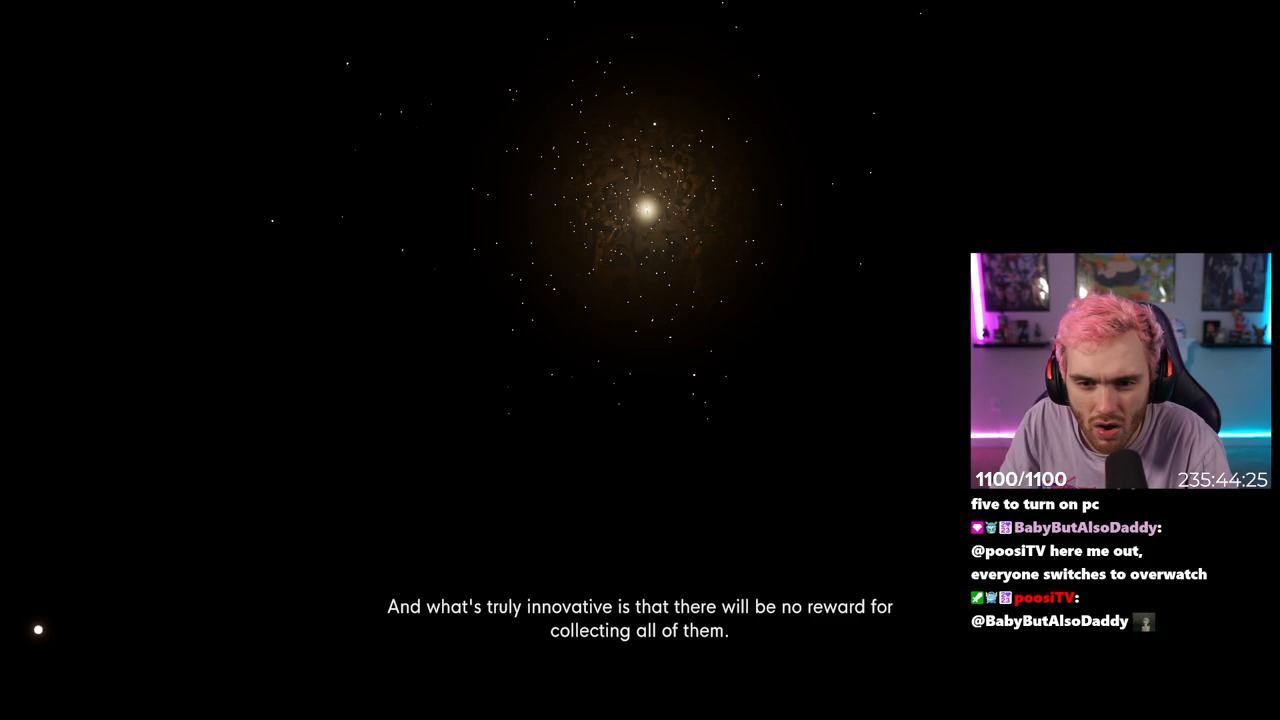 And what's truly innovative is that there will be no reward for
collecting all of them.
1100/1100
235:44:25
five to turn on pc
BabyButAlsoDaddy:
@poosiTV here me out,
everyone switches to overwatch
poosiTV:
@BabyButAlsoDaddy